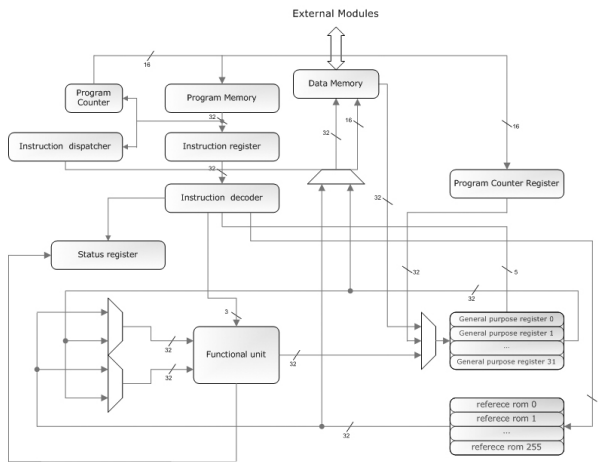 External Modules
16
Program Counter
Program Memory
Data Memory
32
32
16
16
Instruction dispatcher
Instruction register
32
Program Counter Register
Instruction decoder
32
Status register
32
5
32
3
General purpose register 0
General purpose register 1
...
General purpose register 31
32
Functional unit
32
32
referece rom 0
referece rom 1
...
referece rom 255
32